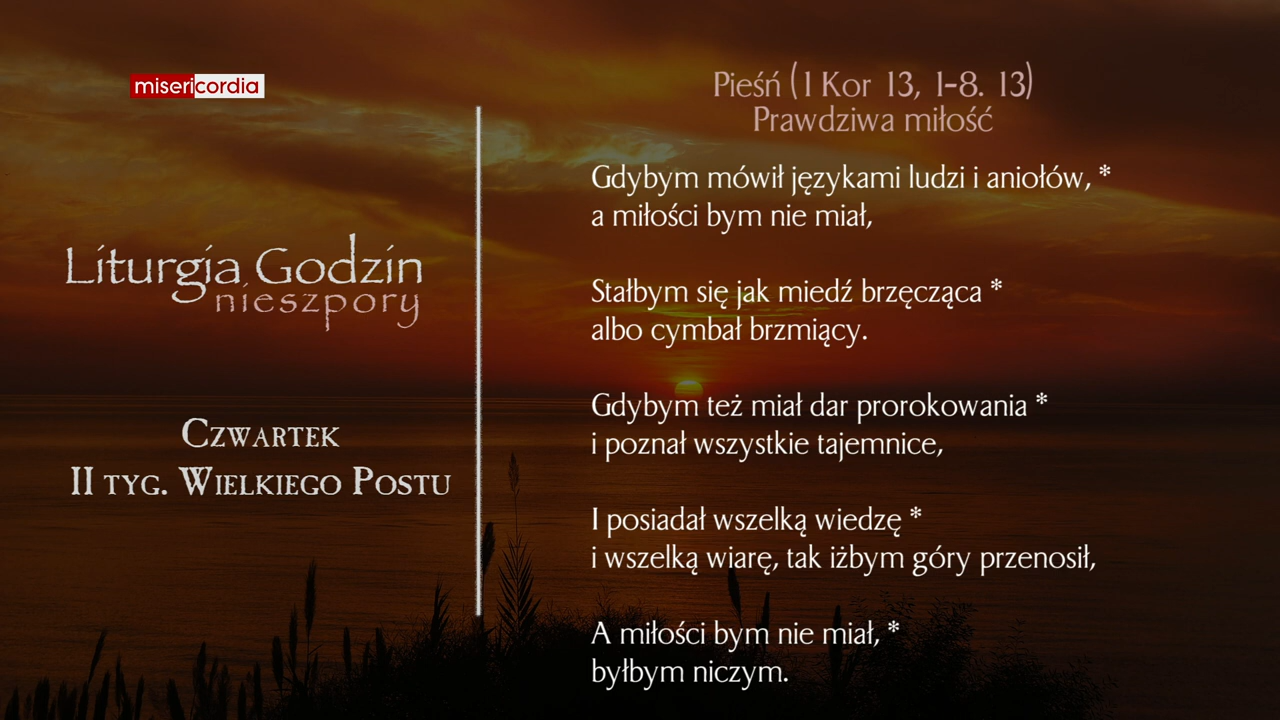 misericordia
Liturgia Godzin
nieszpory
Czwartek
II tyg. Wielkiego Postu
Pieśń (1 Kor 13, 1-8. 13)
Prawdziwa miłość
Gdybym mówił językami ludzi i aniołów, *
a miłości bym nie miał,
Stałbym się jak miedź brzęcząca *
albo cymbał brzmiący.
Gdybym też miał dar prorokowania *
i poznał wszystkie tajemnice,
I posiadał wszelką wiedzę *
i wszelką wiarę, tak iżbym góry przenosił,
A miłości bym nie miał, *
byłbym niczym.